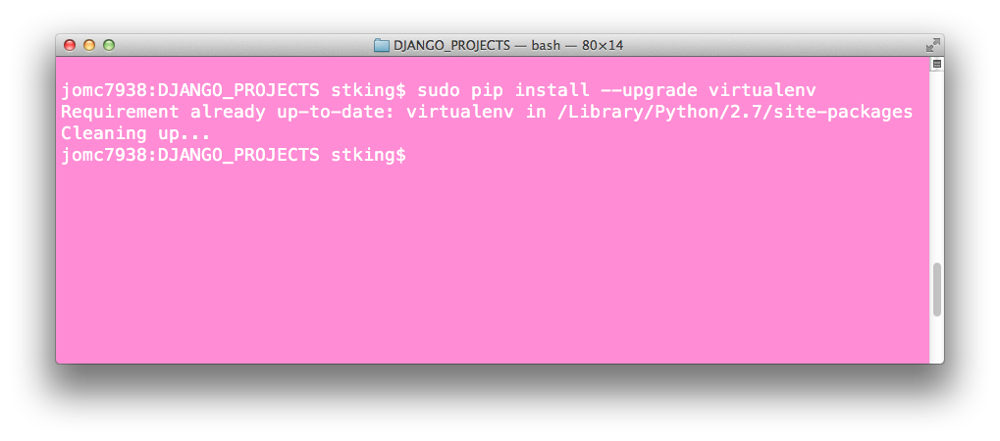 DJANGO_PROJECTS — bash — 80×14
jomc7938:DJANGO_PROJECTS stking$ sudo pip install --upgrade virtualenv
Requirement already up-to-date: virtualenv in /Library/Python/2.7/site-packages
Cleaning up...
jomc7938:DJANGO_PROJECTS stking$